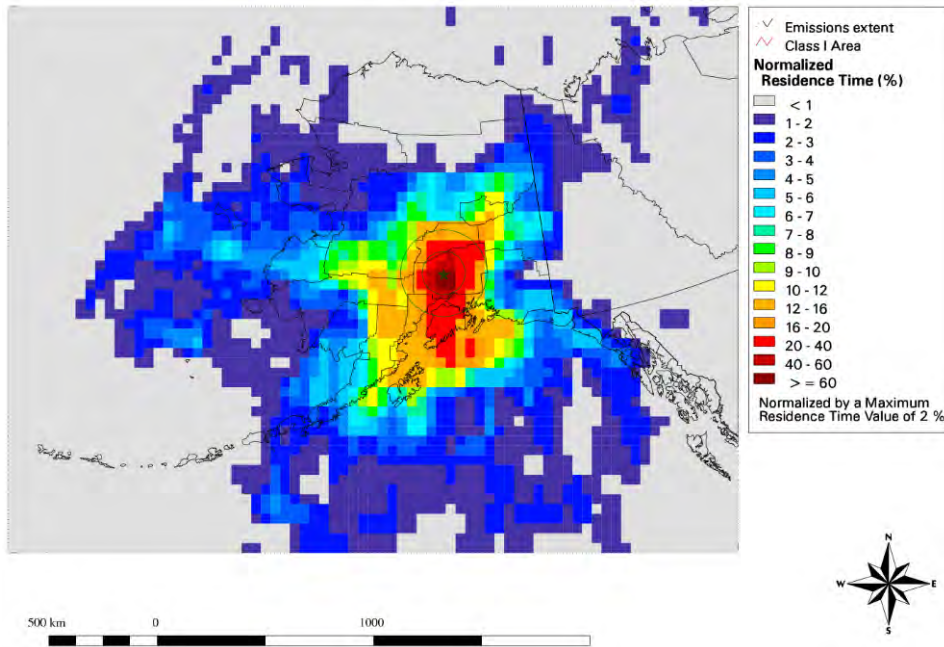 Emissions extent
Class I Area
Normalized
Residence Time (%)
< 1
1 - 2
2 - 3
3 - 4
4 - 5
5 - 6
6 - 7
7 - 8
8 - 9
9 - 10
10 - 12
12 - 16
16 - 20
20 - 40
40 - 60
> = 60
Normalized by a Maximum
Residence Time Value of 2 %
N
W
E
S
500 km
0
1000